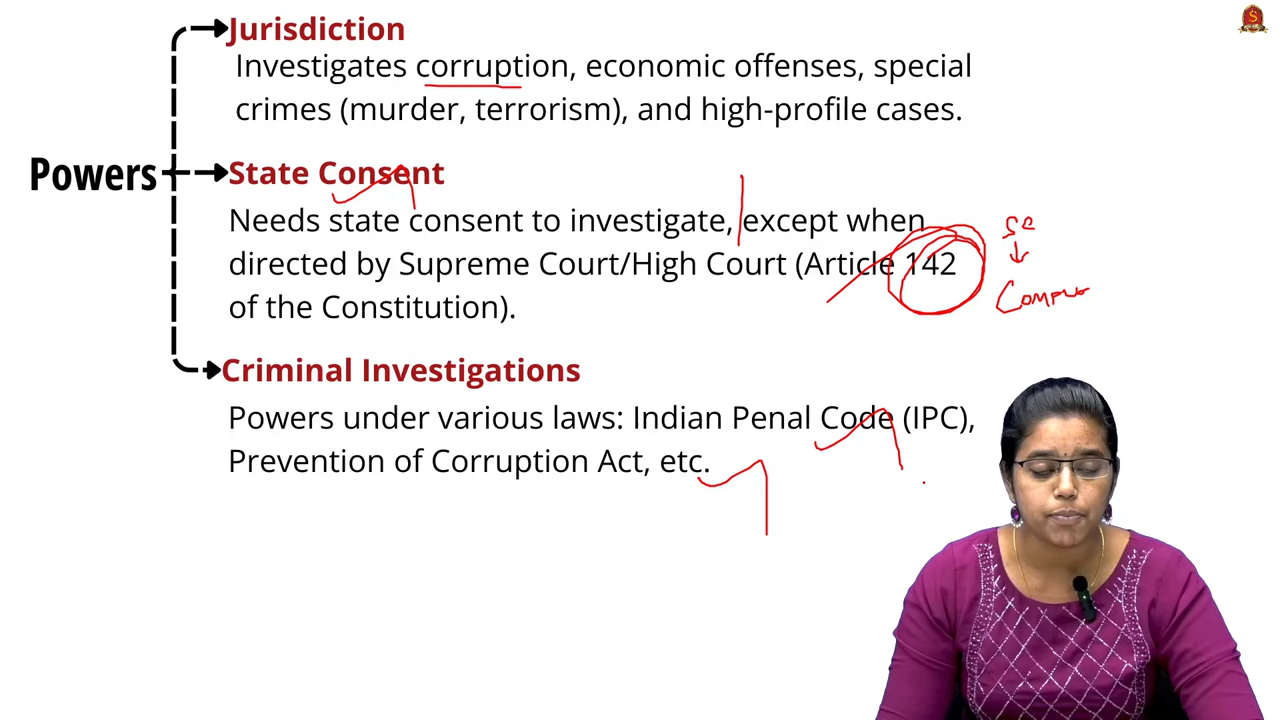 Jurisdiction
Investigates corruption, economic offenses, special
crimes (murder, terrorism), and high-profile cases.
Powers
State Consent
Needs state consent to investigate, except when
directed by Supreme Court/High Court (Article 142
of the Constitution).
SC
Criminal Investigations
Powers under various laws: Indian Penal Code (IPC),
Prevention of Corruption Act, etc.